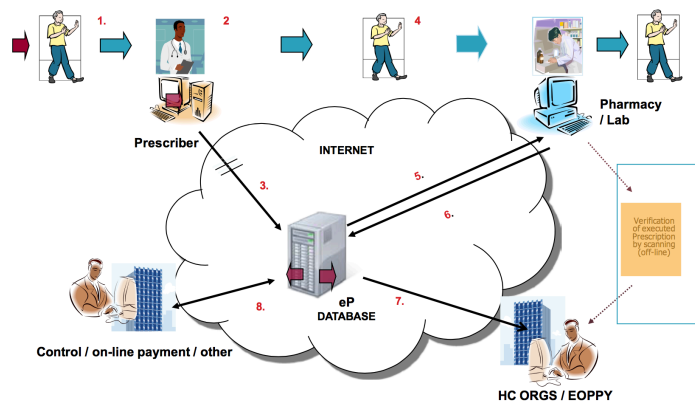 1.
2
4
Pharmacy
/ Lab
Prescriber
INTERNET
3.
5.
6.
Verification
of executed
Prescription
by scanning
(off-line)
eP
DATABASE
7.
8.
Control / on-line payment / other
HC ORGS / EOPPY